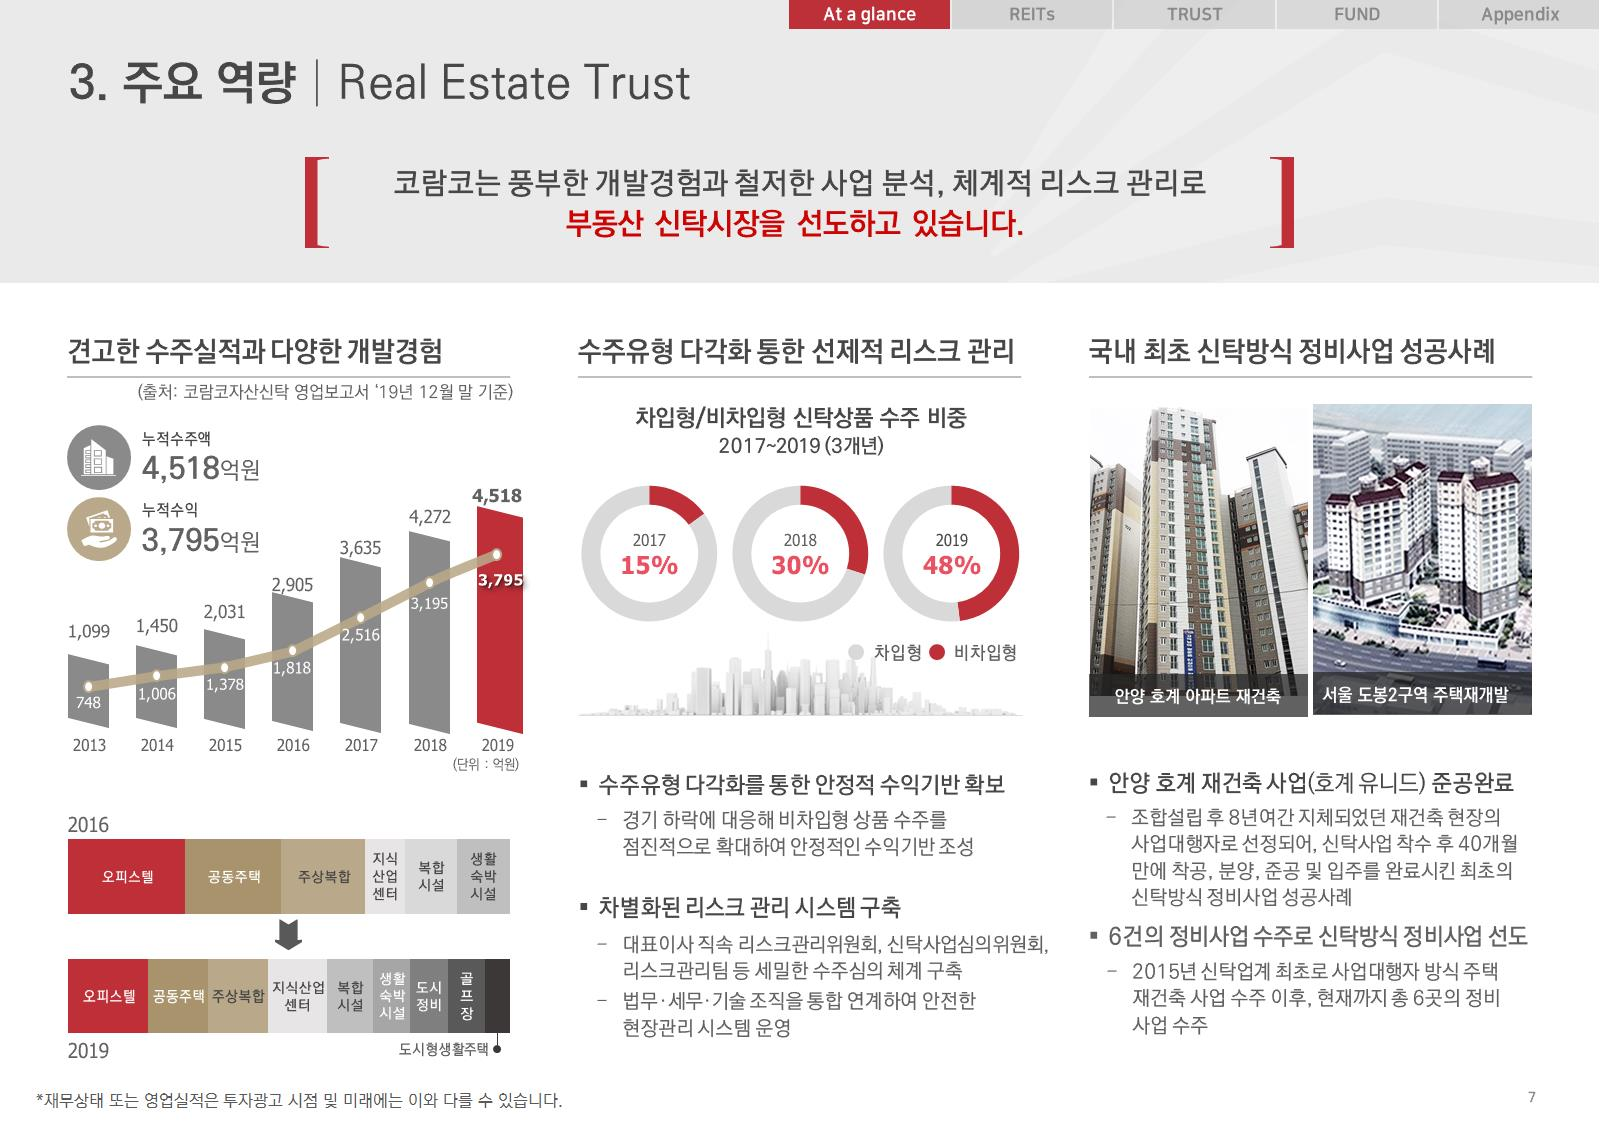 At a glance
REITs
TRUST
FUND
Appendix
3. 주요 역량 | Real Estate Trust
코람코는 풍부한 개발경험과 철저한 사업 분석, 체계적 리스크 관리로
부동산 신탁시장을 선도하고 있습니다.
견고한 수주실적과 다양한 개발경험
(출처: 코람코자산신탁 영업보고서 ‘19년 12월 말 기준)
누적수주액
4,518억원
누적수익
3,795억원
1,099
1,450
2,031
2,905
3,635
4,272
4,518
748
1,006
1,378
1,818
2,516
3,195
3,795
2013
2014
2015
2016
2017
2018
2019
(단위 : 억원)
2016
오피스텔
공동주택
주상복합
지식
산업
센터
복합
시설
생활
숙박
시설
오피스텔
공동주택
주상복합
지식산업
센터
복합
시설
생활
숙박
시설
도시
정비
골
프
장
2019
도시형생활주택
수주유형 다각화 통한 선제적 리스크 관리
차입형/비차입형 신탁상품 수주 비중
2017~2019 (3개년)
2017
15%
2018
30%
2019
48%
차입형
비차입형
▪ 수주유형 다각화를 통한 안정적 수익기반 확보
– 경기 하락에 대응해 비차입형 상품 수주를
점진적으로 확대하여 안정적인 수익기반 조성
▪ 차별화된 리스크 관리 시스템 구축
– 대표이사 직속 리스크관리위원회, 신탁사업심의위원회,
리스크관리팀 등 세밀한 수주심의 체계 구축
– 법무·세무·기술 조직을 통합 연계하여 안전한
현장관리 시스템 운영
국내 최초 신탁방식 정비사업 성공사례
안양 호계 아파트 재건축
서울 도봉2구역 주택재개발
▪ 안양 호계 재건축 사업(호계 유니드) 준공완료
– 조합설립 후 8년여간 지체되었던 재건축 현장의
사업대행자로 선정되어, 신탁사업 착수 후 40개월
만에 착공, 분양, 준공 및 입주를 완료시킨 최초의
신탁방식 정비사업 성공사례
▪ 6건의 정비사업 수주로 신탁방식 정비사업 선도
– 2015년 신탁업계 최초로 사업대행자 방식 주택
재건축 사업 수주 이후, 현재까지 총 6곳의 정비
사업 수주
*재무상태 또는 영업실적은 투자광고 시점 및 미래에는 이와 다를 수 있습니다.
7